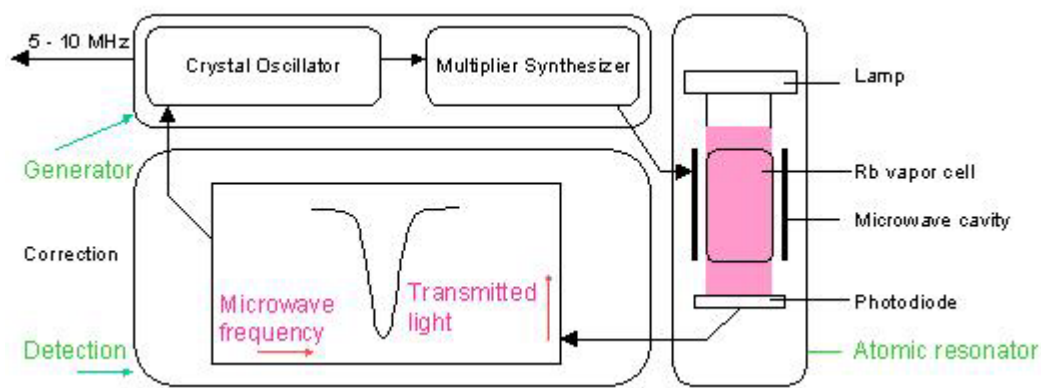 5 - 10 MHz
Crystal Oscillator
Multiplier Synthesizer
Lamp
Generator
Rb vapor cell
Microwave cavity
Correction
Microwave
frequency
Transmitted
light
Photodiode
Detection
Atomic resonator